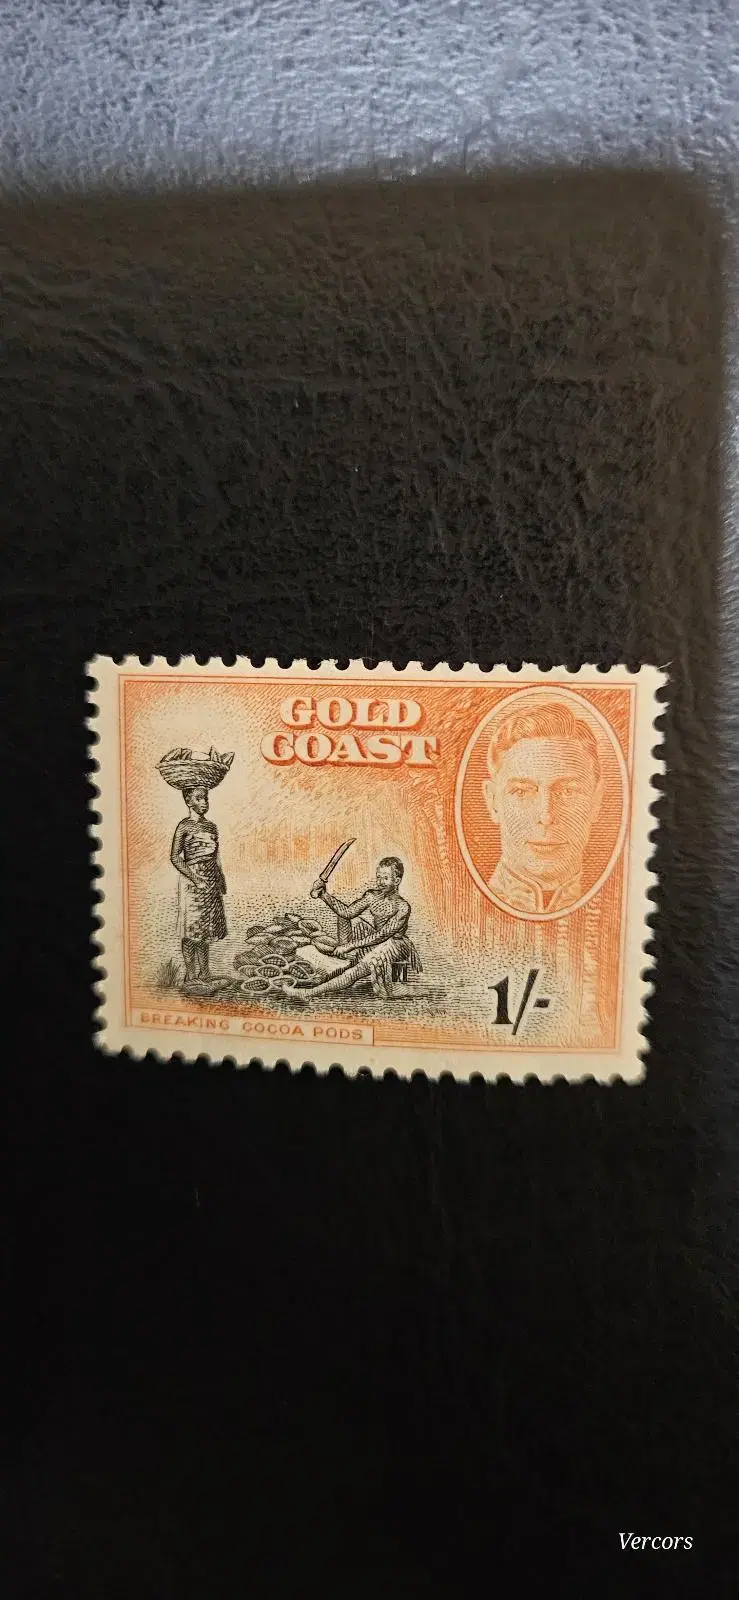 GOLD
COAST
1/-
BREAKING COCOA PODS
Vercors